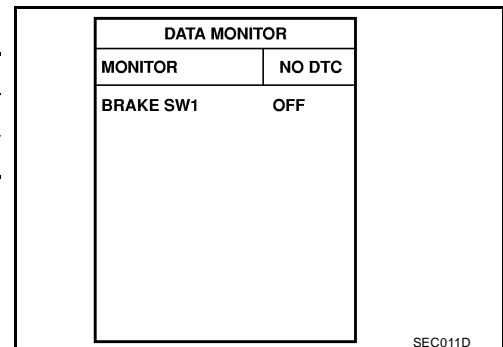 DATA MONITOR
MONITOR NO DTC
BRAKE SW1 OFF
SEC011D